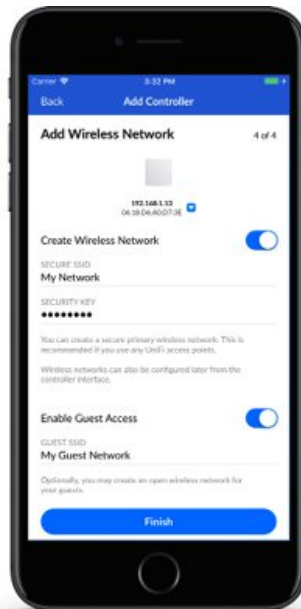 Carrier 3:32 PM
Back Add Controller
Add Wireless Network 4 of 4
192.168.1.13
Create Wireless Network
SECURE SSID
My Network
SECURITY KEY
••••••••
You can create a secure primary wireless network. This is
recommended if you use any UniFi access points.
Wireless networks can also be configured later from the
controller interface.
Enable Guest Access
GUEST SSID
My Guest Network
Optionally, you may create an open wireless network for
your guests.
Finish